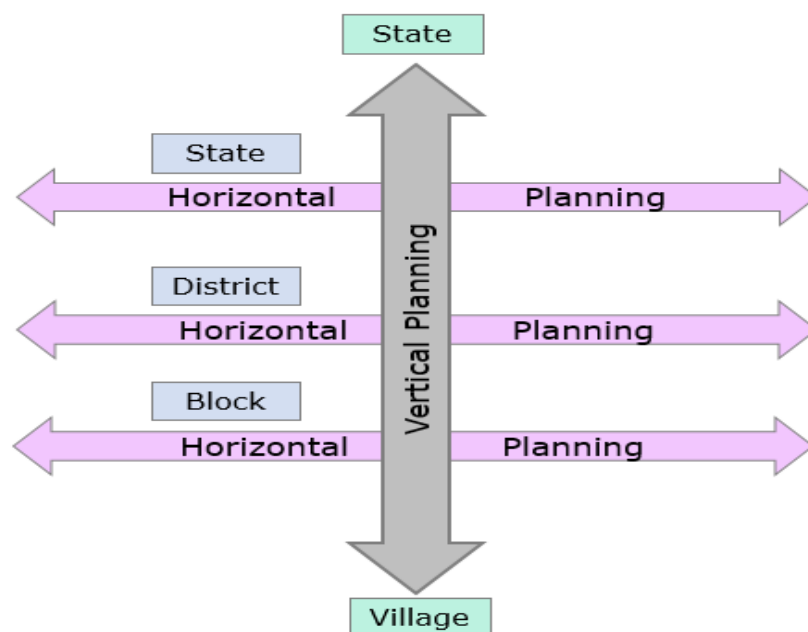 State
State
Horizontal Planning
District
Horizontal Planning
Block
Horizontal Planning
Vertical Planning
Village